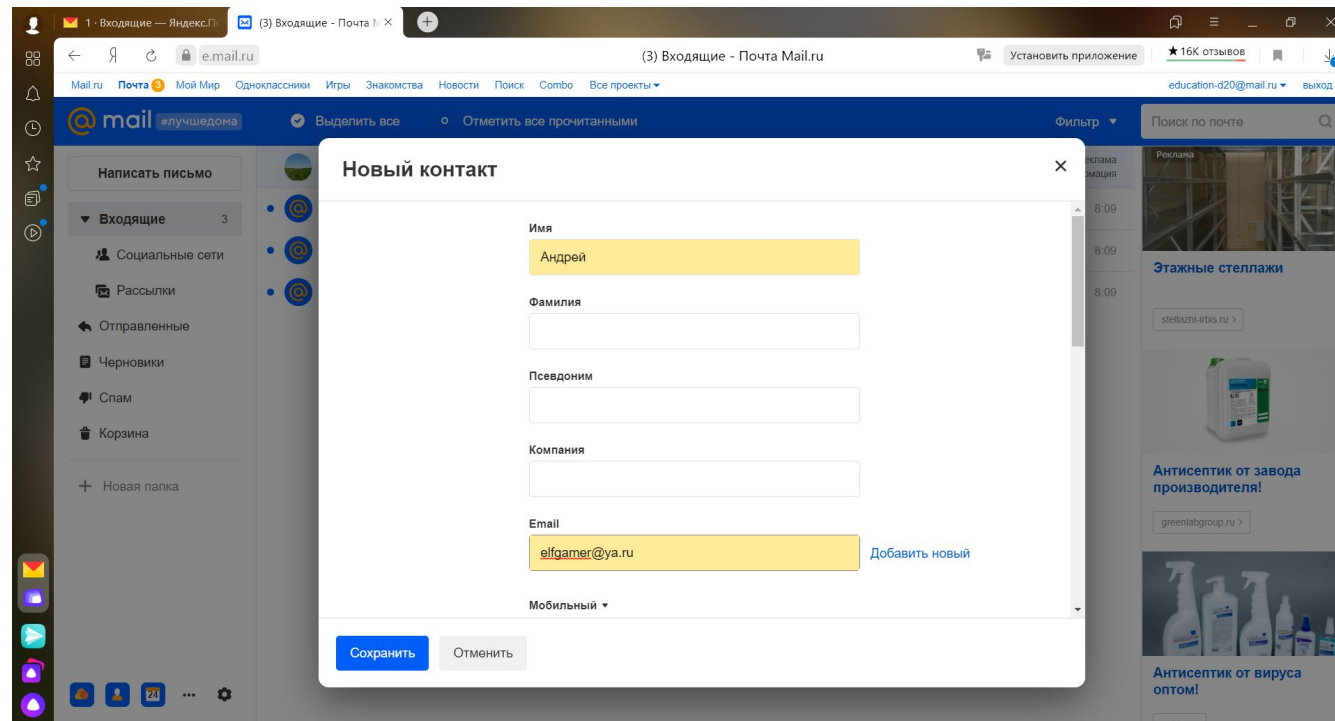 1 · Входящие — Яндекс.П
(3) Входящие - Почта М
Я
e.mail.ru
(3) Входящие - Почта Mail.ru
Установить приложение
★ 16K отзывов
Mail.ru Почта 3 Мой Мир Одноклассники Игры Знакомства Новости Поиск Combo Все проекты
education-d20@mail.ru выход
@mail #лучшедома
Выделить все
Отметить все прочитанными
Фильтр
Поиск по почте
Написать письмо
Входящие 3
Социальные сети
Рассылки
Отправленные
Черновики
Спам
Корзина
+ Новая папка
24
Новый контакт
Имя
Андрей
Фамилия
Псевдоним
Компания
Email
elfgamer@ya.ru
Добавить новый
Мобильный
Сохранить
Отменить
8:09
8:09
8:09
Реклама
Этажные стеллажи
stellazhi-irbis.ru >
Антисептик от завода
производителя!
greenlabgroup.ru >
Антисептик от вируса
оптом!